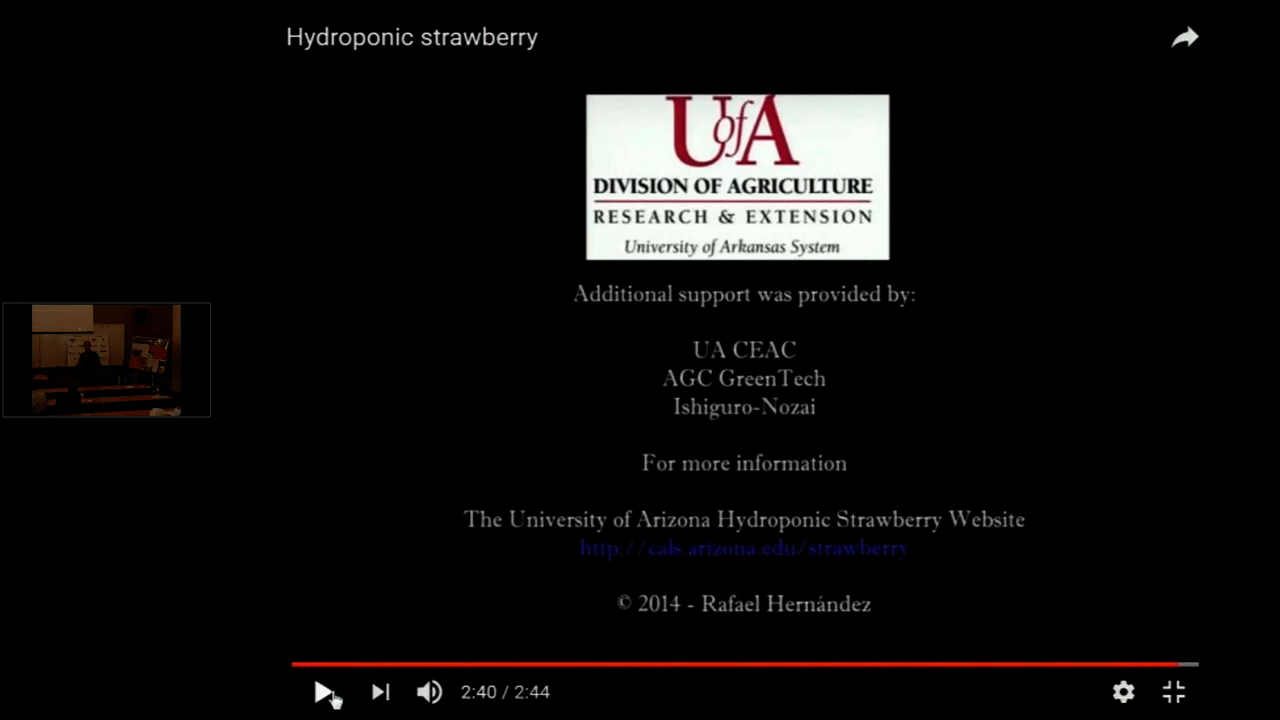 Hydroponic strawberry
UofA
DIVISION OF AGRICULTURE
RESEARCH & EXTENSION
University of Arkansas System
Additional support was provided by:
UA CEAC
AGC GreenTech
Ishiguro-Nozai
For more information
The University of Arizona Hydroponic Strawberry Website
http://cals.arizona.edu/strawberry
© 2014 - Rafael Hernández
2:40 / 2:44